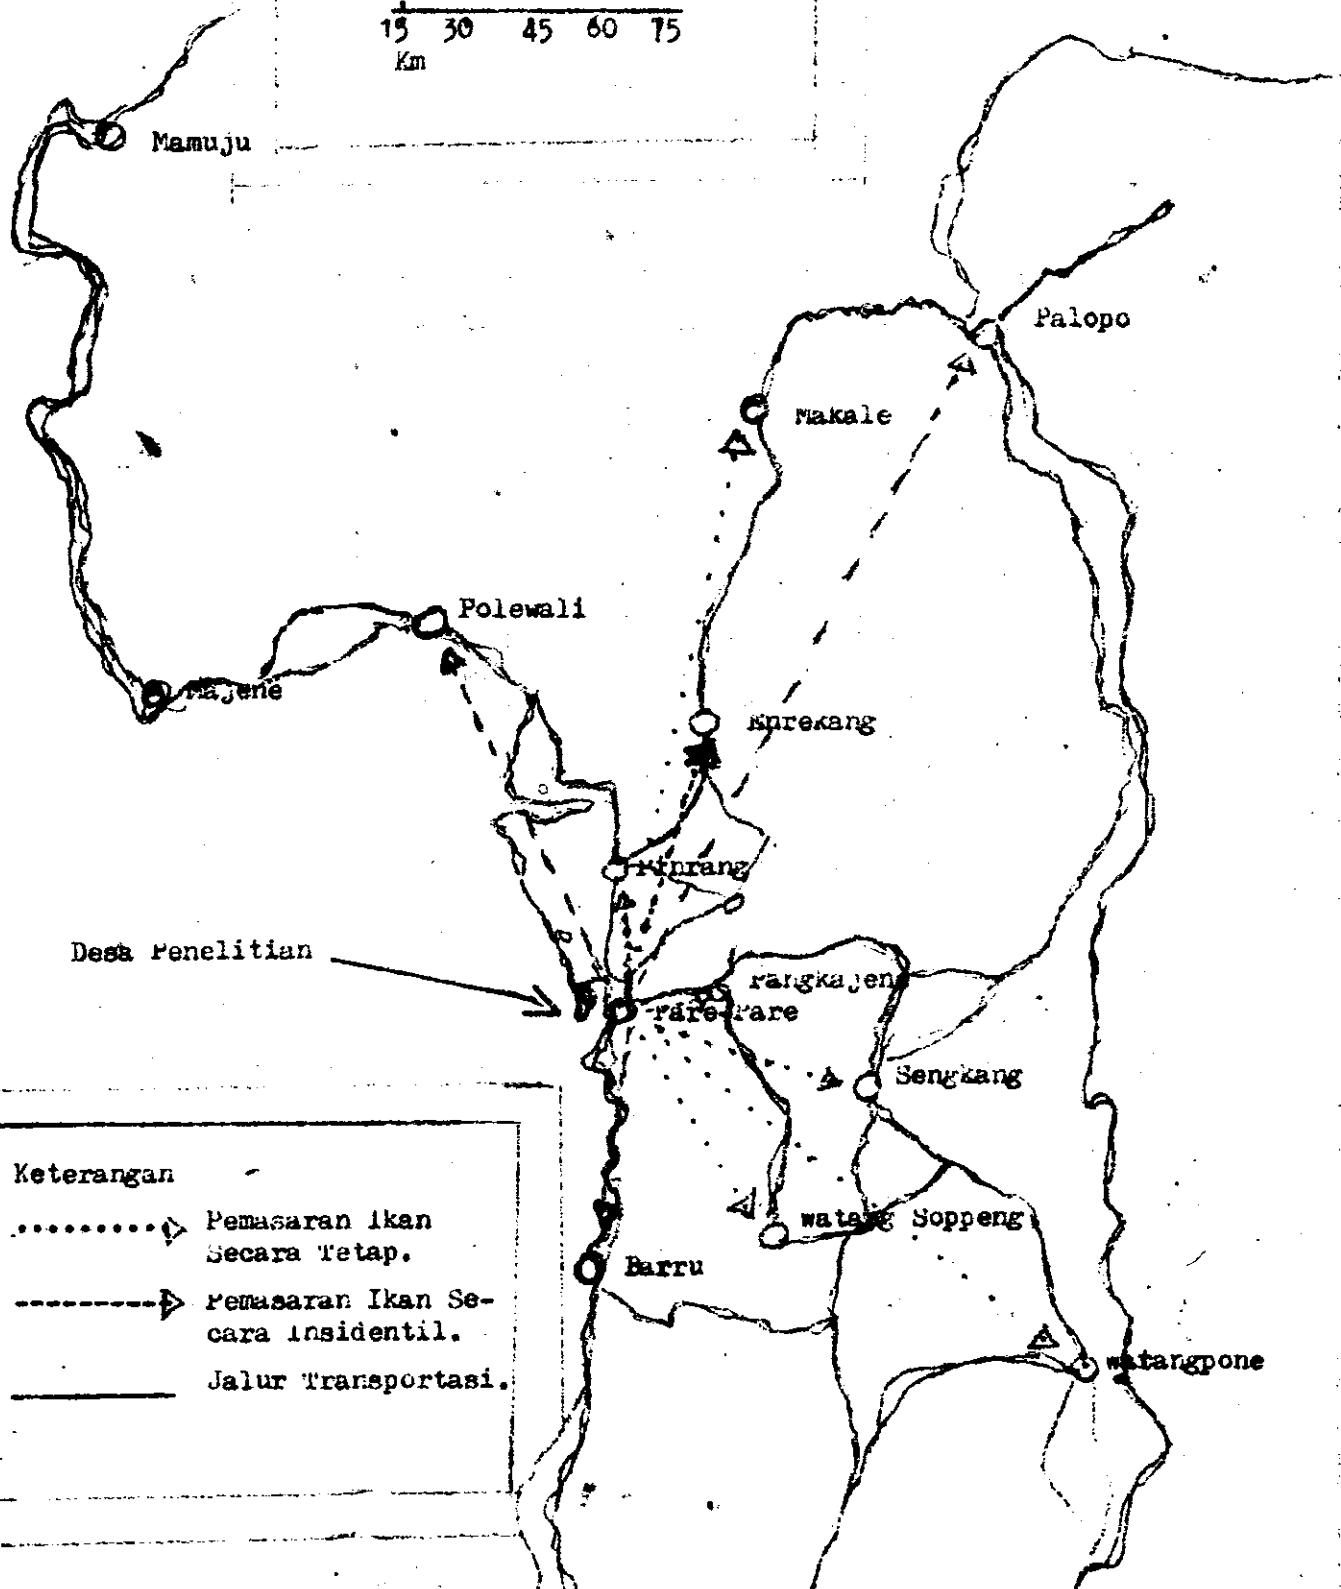 15 30 45 60 75
Km
Mamuju
Palopo
Makale
Polewali
Majene
Enrekang
Pinrang
Desa Penelitian
Pangkajene
Pare-Pare
Sengkang
Keterangan
Pemasaran Ikan
Secara Tetap.
watang Soppeng
Barru
Pemasaran Ikan Se-
cara Insidentil.
watangpone
Jalur Transportasi.